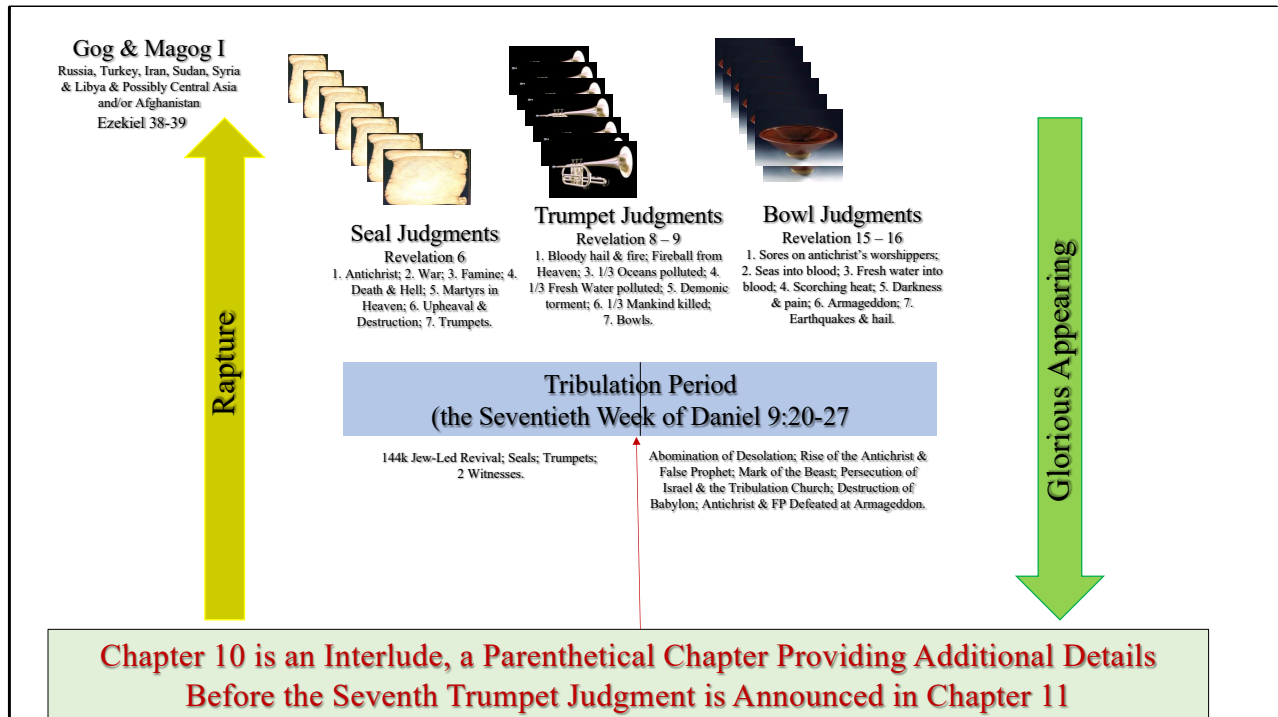 Gog & Magog I
Russia, Turkey, Iran, Sudan, Syria
& Libya & Possibly Central Asia
and/or Afghanistan
Ezekiel 38-39
Rapture
Seal Judgments
Revelation 6
1. Antichrist; 2. War; 3. Famine; 4.
Death & Hell; 5. Martyrs in
Heaven; 6. Upheaval &
Destruction; 7. Trumpets.
Trumpet Judgments
Revelation 8 – 9
1. Bloody hail & fire; Fireball from
Heaven; 3. 1/3 Oceans polluted; 4.
1/3 Fresh Water polluted; 5. Demonic
torment; 6. 1/3 Mankind killed;
7. Bowls.
Bowl Judgments
Revelation 15 – 16
1. Sores on antichrist’s worshippers;
2. Seas into blood; 3. Fresh water into
blood; 4. Scorching heat; 5. Darkness
& pain; 6. Armageddon; 7.
Earthquakes & hail.
Glorious Appearing
Tribulation Period
(the Seventieth Week of Daniel 9:20-27
144k Jew-Led Revival; Seals; Trumpets;
2 Witnesses.
Abomination of Desolation; Rise of the Antichrist &
False Prophet; Mark of the Beast; Persecution of
Israel & the Tribulation Church; Destruction of
Babylon; Antichrist & FP Defeated at Armageddon.
Chapter 10 is an Interlude, a Parenthetical Chapter Providing Additional Details
Before the Seventh Trumpet Judgment is Announced in Chapter 11